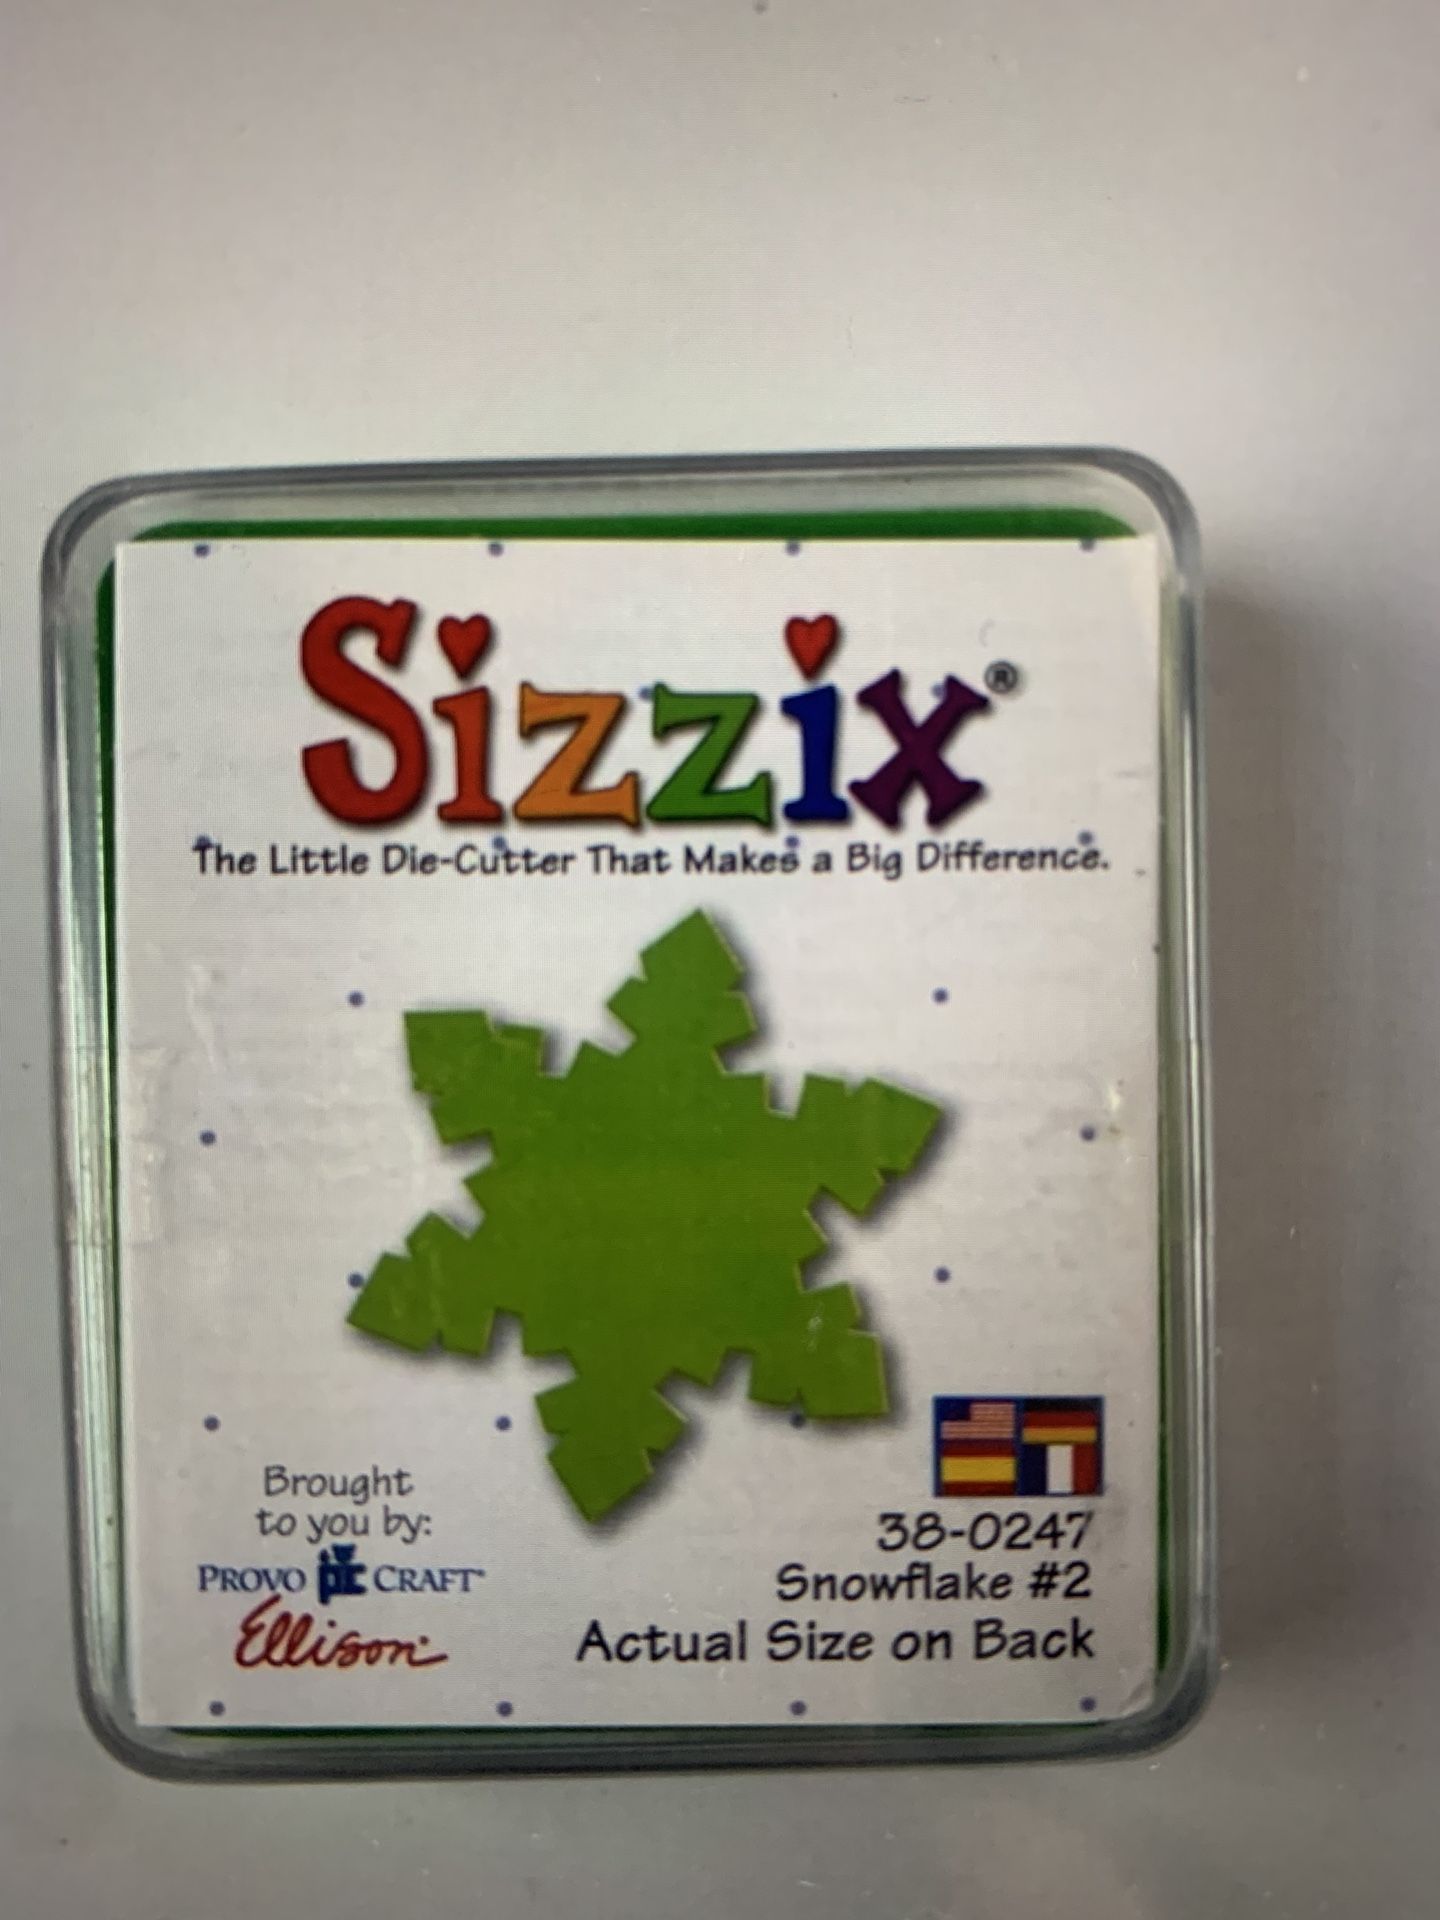 Sizzix®
The Little Die-Cutter That Makes a Big Difference.
Brought
to you by:
PROVO pc CRAFT
Ellison
38-0247
Snowflake #2
Actual Size on Back